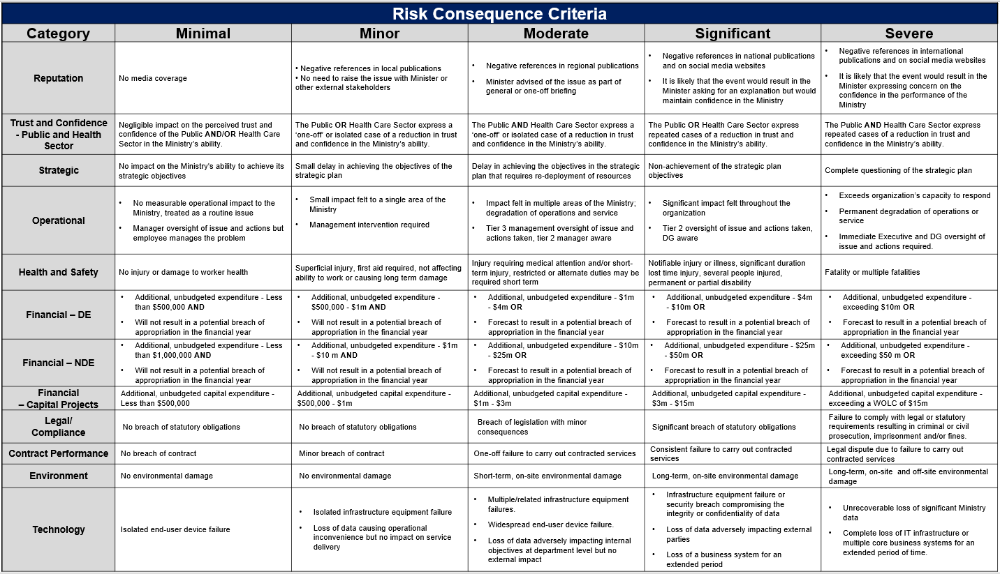 Risk Consequence Criteria
Category
Minimal
Minor
Moderate
Significant
Severe
Reputation
No media coverage
• Negative references in local publications
• No need to raise the issue with Minister or
other external stakeholders
• Negative references in regional publications
• Minister advised of the issue as part of
general or one-off briefing
• Negative references in national publications
and on social media websites
• It is likely that the event would result in the
Minister asking for an explanation but would
maintain confidence in the Ministry
• Negative references in international
publications and on social media websites
• It is likely that the event would result in the
Minister expressing concern on the
confidence in the performance of the
Ministry
Trust and Confidence
- Public and Health
Sector
Negligible impact on the perceived trust and
confidence of the Public AND/OR Health Care
Sector in the Ministry's ability.
The Public OR Health Care Sector express a
‘one-off’ or isolated case of a reduction in trust
and confidence in the Ministry's ability.
The Public AND Health Care Sector express a
‘one-off’ or isolated case of a reduction in trust
and confidence in the Ministry's ability.
The Public OR Health Care Sector express
repeated cases of a reduction in trust and
confidence in the Ministry's ability.
The Public AND Health Care Sector express
repeated cases of a reduction in trust and
confidence in the Ministry's ability.
Strategic
No impact on the Ministry's ability to achieve its
strategic objectives
Small delay in achieving the objectives of the
strategic plan
Delay in achieving the objectives in the strategic
plan that requires re-deployment of resources
Non-achievement of the strategic plan
objectives
Complete questioning of the strategic plan
Operational
• No measurable operational impact to the
Ministry, treated as a routine issue
• Manager oversight of issue and actions but
employee manages the problem
• Small impact felt to a single area of the
Ministry
• Management intervention required
• Impact felt in multiple areas of the Ministry;
degradation of operations and service
• Tier 3 management oversight of issue and
actions taken, tier 2 manager aware
• Significant impact felt throughout the
organization
• Tier 2 oversight of issue and actions taken,
DG aware
• Exceeds organization's capacity to respond
• Permanent degradation of operations or
service
• Immediate Executive and DG oversight of
issue and actions required.
Health and Safety
No injury or damage to worker health
Superficial injury, first aid required, not affecting
ability to work or causing long term damage
Injury requiring medical attention and/or short-
term injury, restricted or alternate duties may be
required short term
Notifiable injury or illness, significant duration
lost time injury, several people injured,
permanent or partial disability
Fatality or multiple fatalities
Financial – DE
• Additional, unbudgeted expenditure - Less
than $500,000 AND
• Will not result in a potential breach of
appropriation in the financial year
• Additional, unbudgeted expenditure -
$500,000 - $1m AND
• Will not result in a potential breach of
appropriation in the financial year
• Additional, unbudgeted expenditure - $1m
- $4m OR
• Forecast to result in a potential breach of
appropriation in the financial year
• Additional, unbudgeted expenditure - $4m
- $10m OR
• Forecast to result in a potential breach of
appropriation in the financial year
• Additional, unbudgeted expenditure -
exceeding $10m OR
• Forecast to result in a potential breach of
appropriation in the financial year
Financial – NDE
• Additional, unbudgeted expenditure - Less
than $1,000,000 AND
• Will not result in a potential breach of
appropriation in the financial year
• Additional, unbudgeted expenditure - $1m
- $10 m AND
• Will not result in a potential breach of
appropriation in the financial year
• Additional, unbudgeted expenditure - $10m
- $25m OR
• Forecast to result in a potential breach of
appropriation in the financial year
• Additional, unbudgeted expenditure - $25m
- $50m OR
• Forecast to result in a potential breach of
appropriation in the financial year
• Additional, unbudgeted expenditure -
exceeding $50 m OR
• Forecast to result in a potential breach of
appropriation in the financial year
Financial
– Capital Projects
Additional, unbudgeted capital expenditure -
Less than $500,000
Additional, unbudgeted capital expenditure -
$500,000 - $1m
Additional, unbudgeted capital expenditure -
$1m - $3m
Additional, unbudgeted capital expenditure -
$3m - $15m
Additional, unbudgeted capital expenditure -
exceeding a WOLC of $15m
Legal/
Compliance
No breach of statutory obligations
No breach of statutory obligations
Breach of legislation with minor
consequences
Significant breach of statutory obligations
Failure to comply with legal or statutory
requirements resulting in criminal or civil
prosecution, imprisonment and/or fines.
Contract Performance
No breach of contract
Minor breach of contract
One-off failure to carry out contracted services
Consistent failure to carry out contracted
services
Legal dispute due to failure to carry out
contracted services
Environment
No environmental damage
No environmental damage
Short-term, on-site environmental damage
Long-term, on-site environmental damage
Long-term, on-site and off-site environmental
damage
Technology
Isolated end-user device failure
• Isolated infrastructure equipment failure
• Loss of data causing operational
inconvenience but no impact on service
delivery
• Multiple/related infrastructure equipment
failures.
• Widespread end-user device failure.
• Loss of data adversely impacting internal
objectives at department level but no
external impact
• Infrastructure equipment failure or
security breach compromising the
integrity or confidentiality of data
• Loss of data adversely impacting external
parties
• Loss of a business system for an
extended period
• Unrecoverable loss of significant Ministry
data
• Complete loss of IT infrastructure or
multiple core business systems for an
extended period of time.